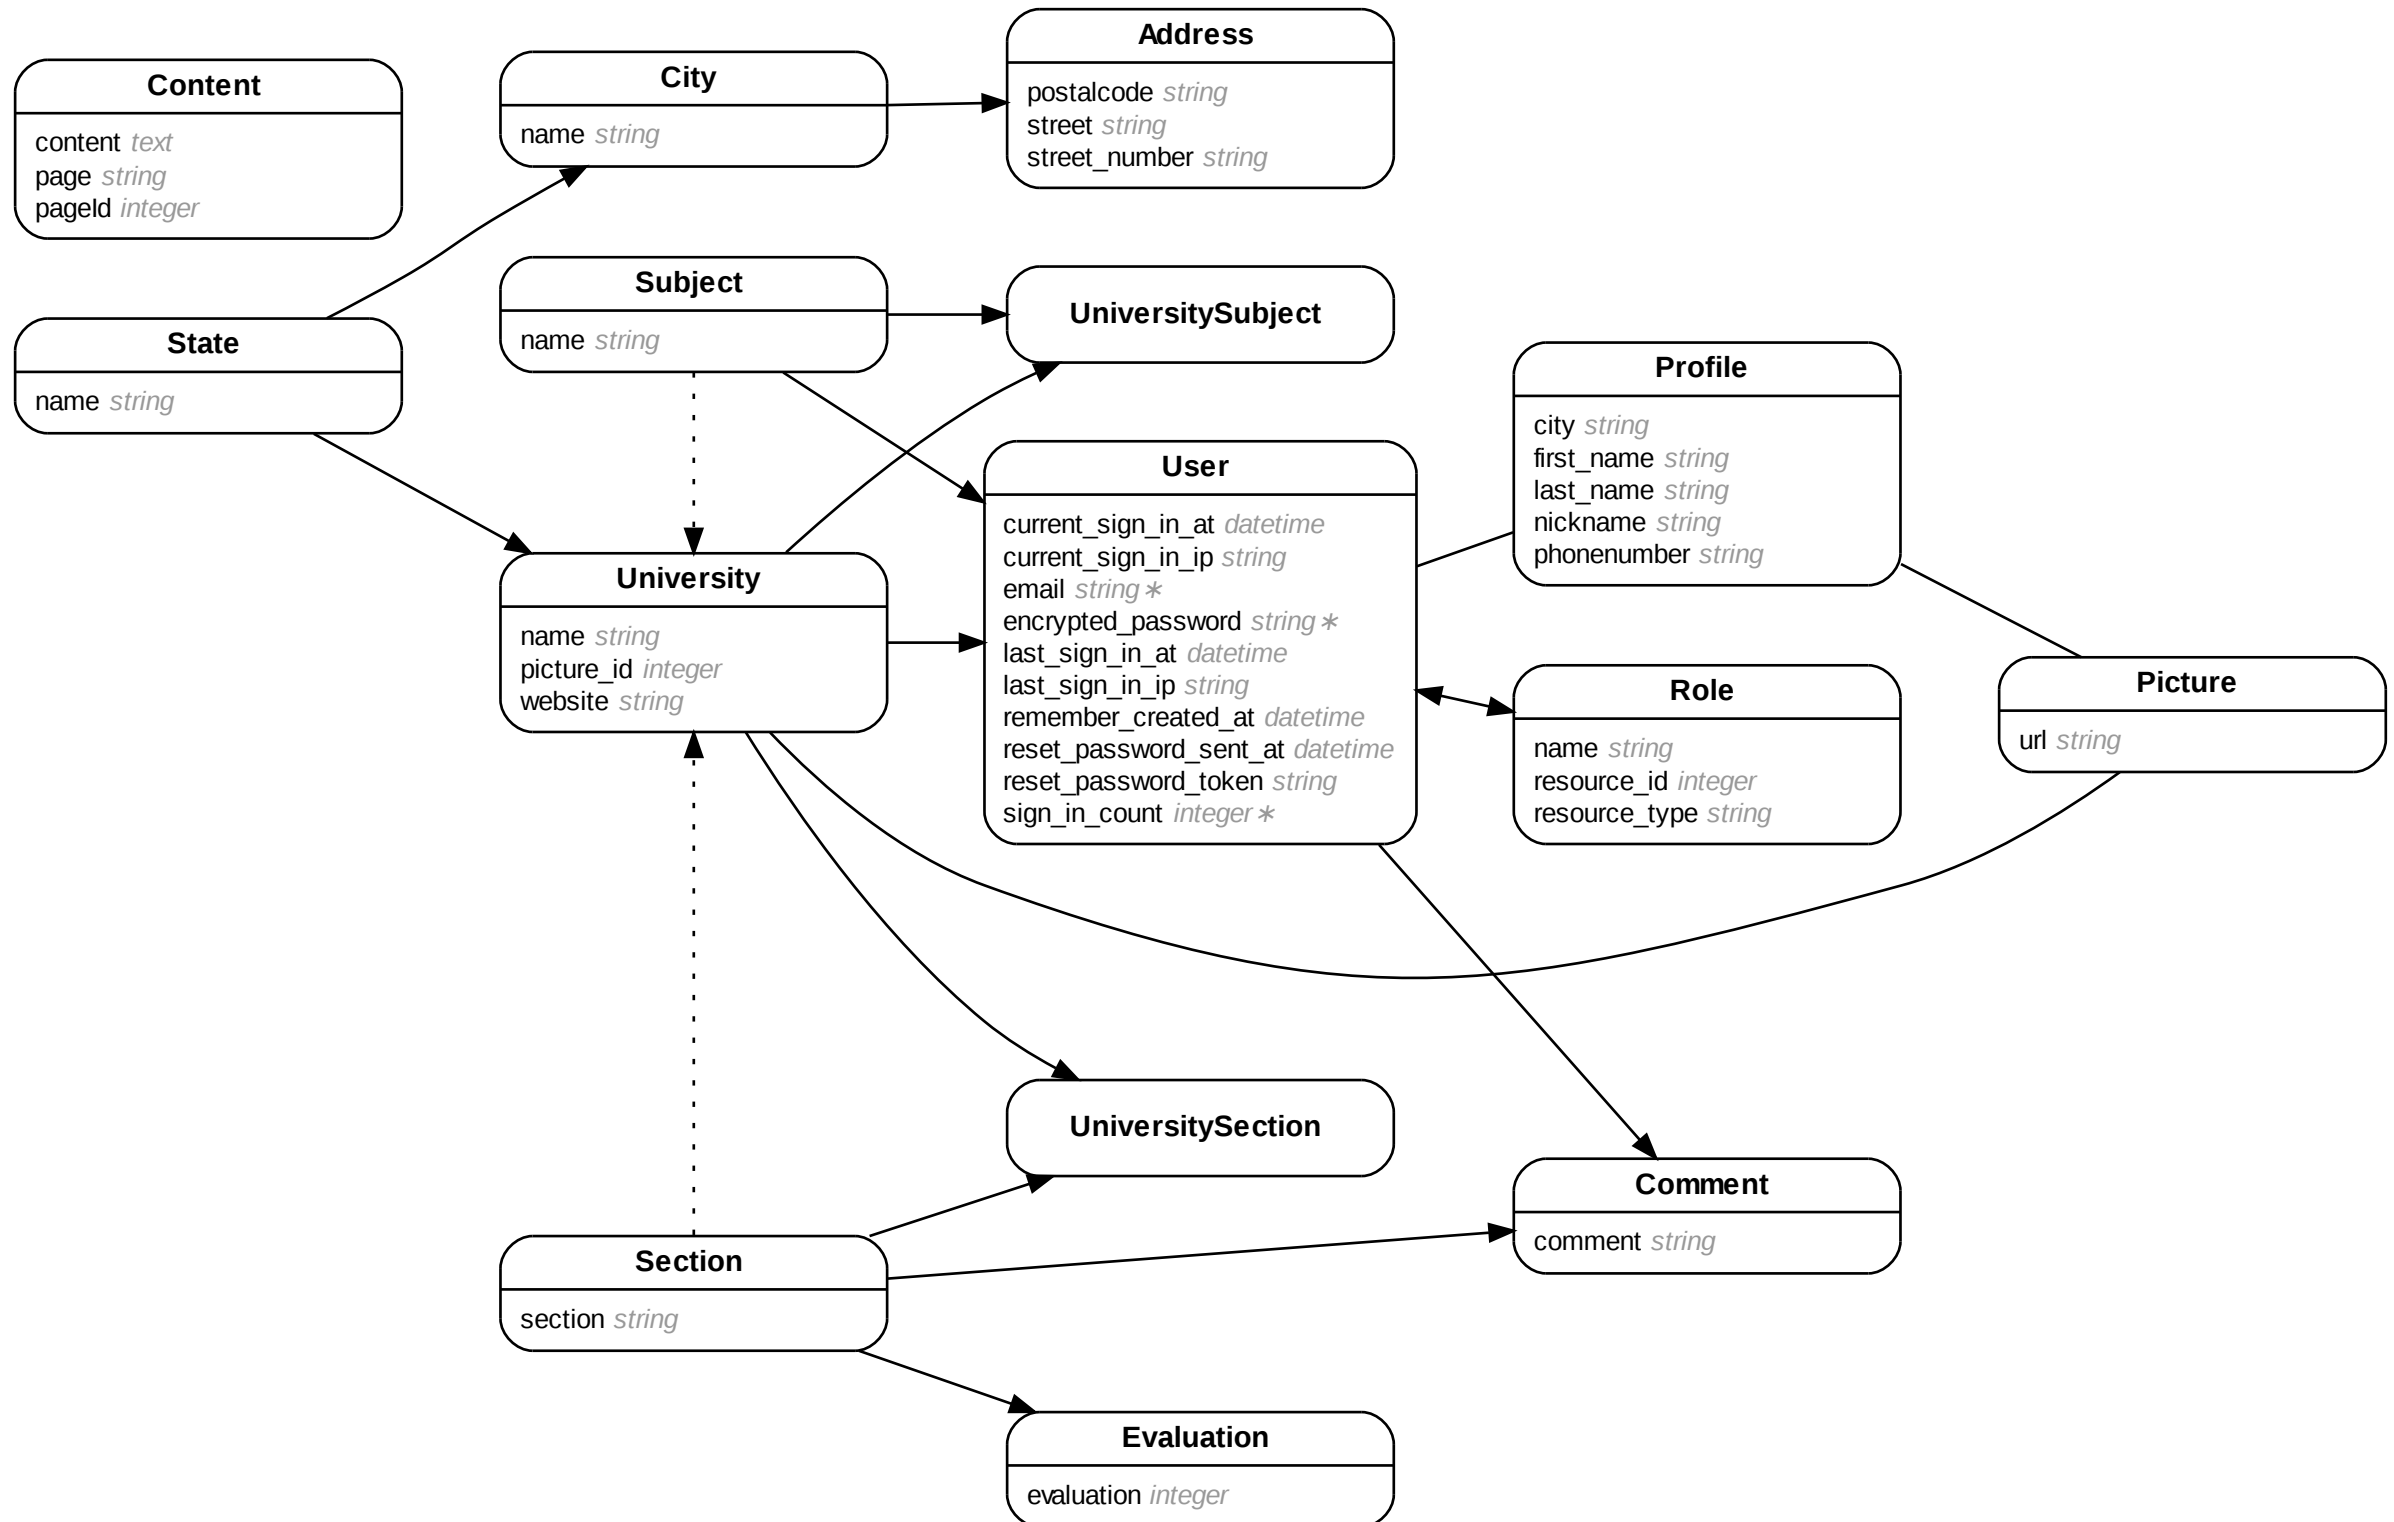 Content
content text
page string
pageId integer
State
name string
City
name string
Address
postalcode string
street string
street_number string
Subject
name string
UniversitySubject
University
name string
picture_id integer
website string
User
current_sign_in_at datetime
current_sign_in_ip string
email string ∗
encrypted_password string ∗
last_sign_in_at datetime
last_sign_in_ip string
remember_created_at datetime
reset_password_sent_at datetime
reset_password_token string
sign_in_count integer ∗
Profile
city string
first_name string
last_name string
nickname string
phonenumber string
Role
name string
resource_id integer
resource_type string
Picture
url string
UniversitySection
Comment
comment string
Section
section string
Evaluation
evaluation integer